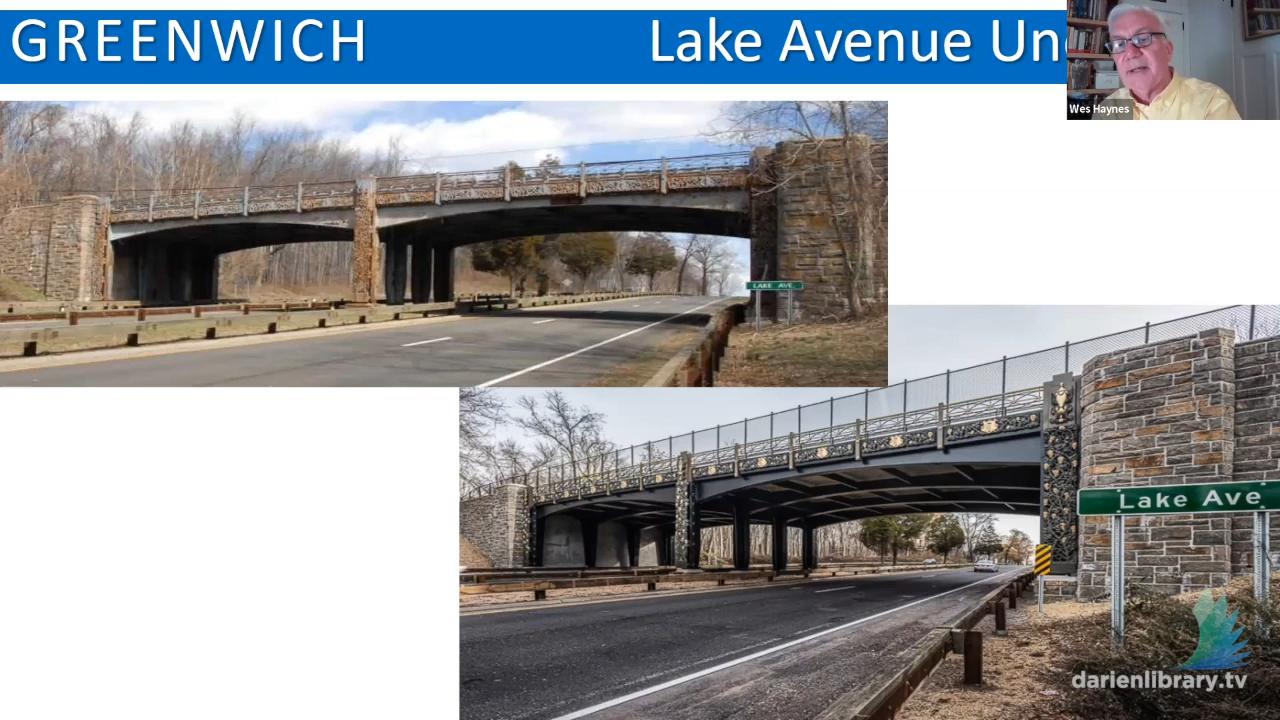 GREENWICH
Lake Avenue Un
Wes Haynes
LAKE AVE.
Lake Ave
darienlibrary.tv